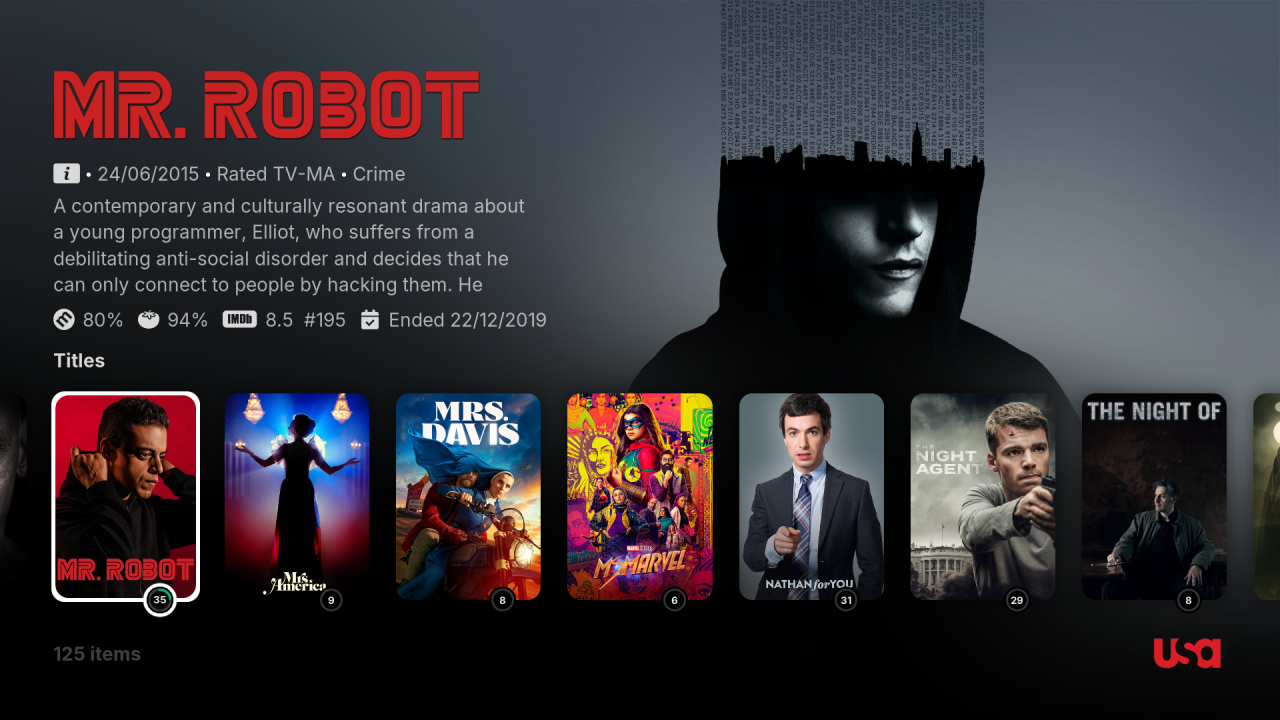 MR. ROBOT
i • 24/06/2015 • Rated TV-MA • Crime
A contemporary and culturally resonant drama about
a young programmer, Elliot, who suffers from a
debilitating anti-social disorder and decides that he
can only connect to people by hacking them. He
80% 94% IMDb 8.5 #195 Ended 22/12/2019
Titles
MR. ROBOT
Mrs. America
MRS. DAVIS
MARVEL STUDIOS
MS MARVEL
NATHAN for YOU
THE NIGHT AGENT
THE NIGHT OF
35 9 8 6 31 29 8
125 items
usa